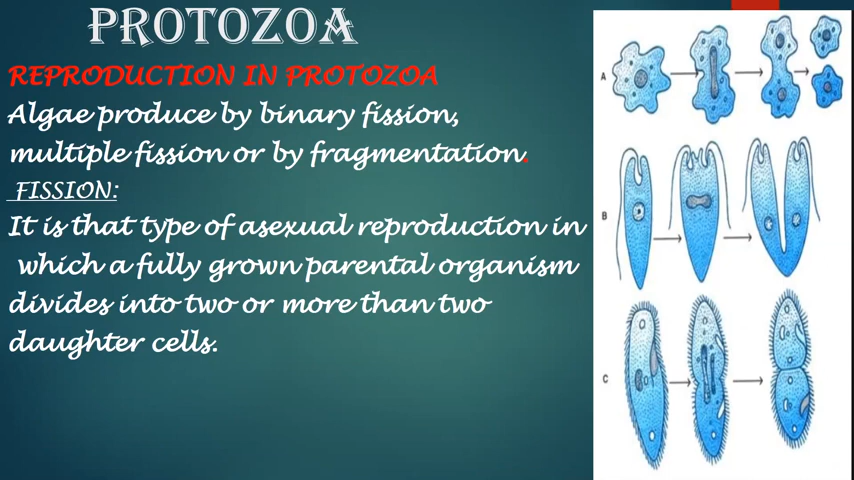 PROTOZOA
REPRODUCTION IN PROTOZOA
Algae produce by binary fission,
multiple fission or by fragmentation.
FISSION:
It is that type of asexual reproduction in
which a fully grown parental organism
divides into two or more than two
daughter cells.
A
B
C